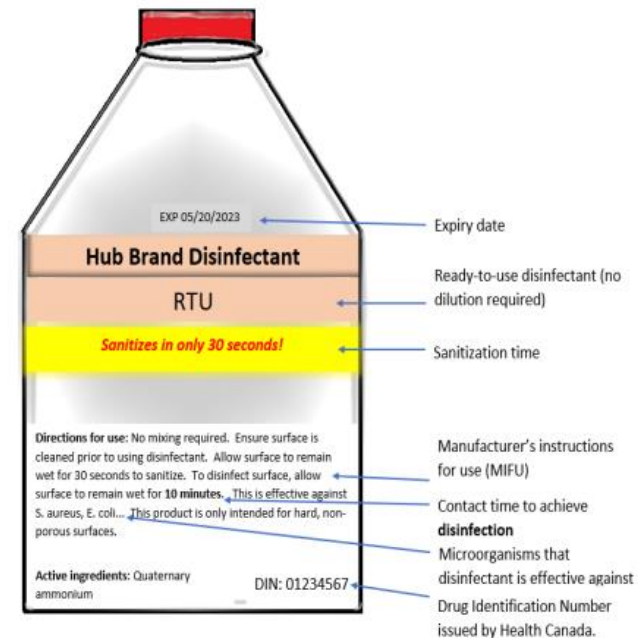 EXP 05/20/2023
Expiry date
Hub Brand Disinfectant
RTU
Ready-to-use disinfectant (no
dilution required)
Sanitizes in only 30 seconds!
Sanitization time
Directions for use: No mixing required. Ensure surface is
cleaned prior to using disinfectant. Allow surface to remain
wet for 30 seconds to sanitize. To disinfect surface, allow
surface to remain wet for 10 minutes. This is effective against
S. aureus, E. coli... This product is only intended for hard, non-
porous surfaces.
Manufacturer's instructions
for use (MIFU)
Contact time to achieve
disinfection
Microorganisms that
disinfectant is effective against
Active ingredients: Quaternary
ammonium
DIN: 01234567
Drug Identification Number
issued by Health Canada.